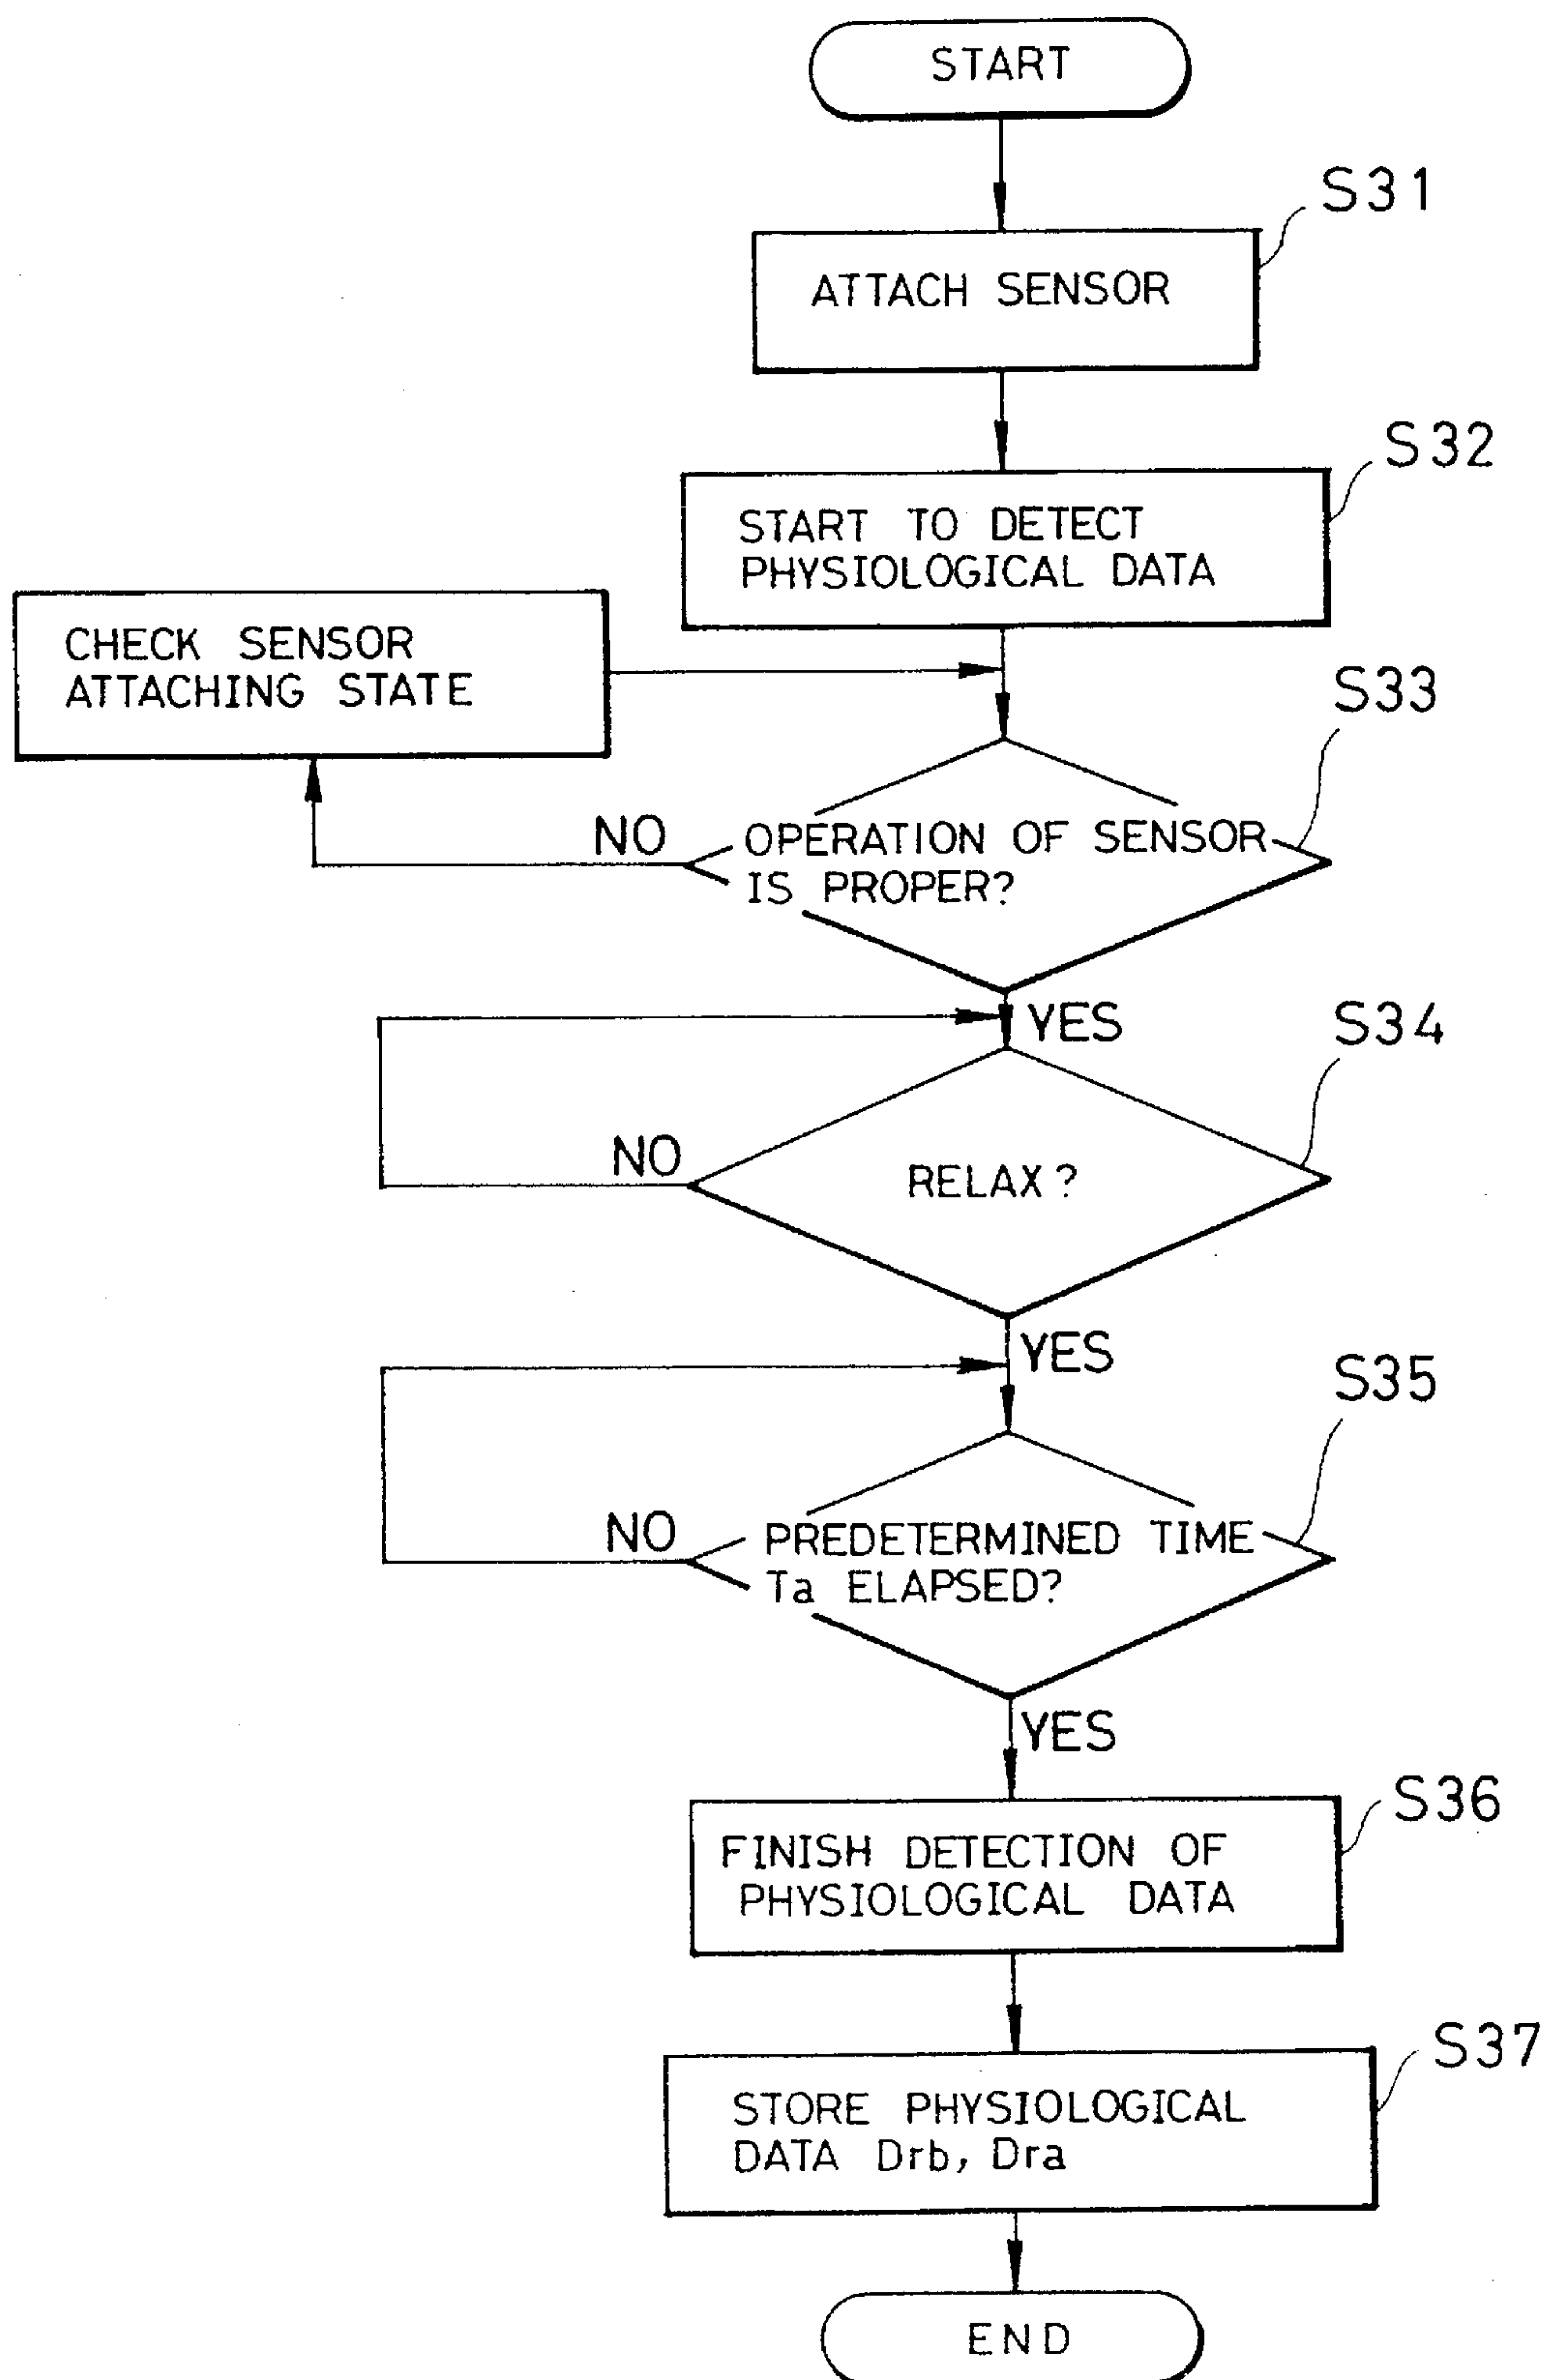 START
S31
ATTACH SENSOR
S32
START TO DETECT
PHYSIOLOGICAL DATA
CHECK SENSOR
ATTACHING STATE
S33
NO
OPERATION OF SENSOR
IS PROPER?
YES
S34
NO
RELAX?
YES
S35
NO
PREDETERMINED TIME
Ta ELAPSED?
YES
S36
FINISH DETECTION OF
PHYSIOLOGICAL DATA
S37
STORE PHYSIOLOGICAL
DATA Drb, Dra
END